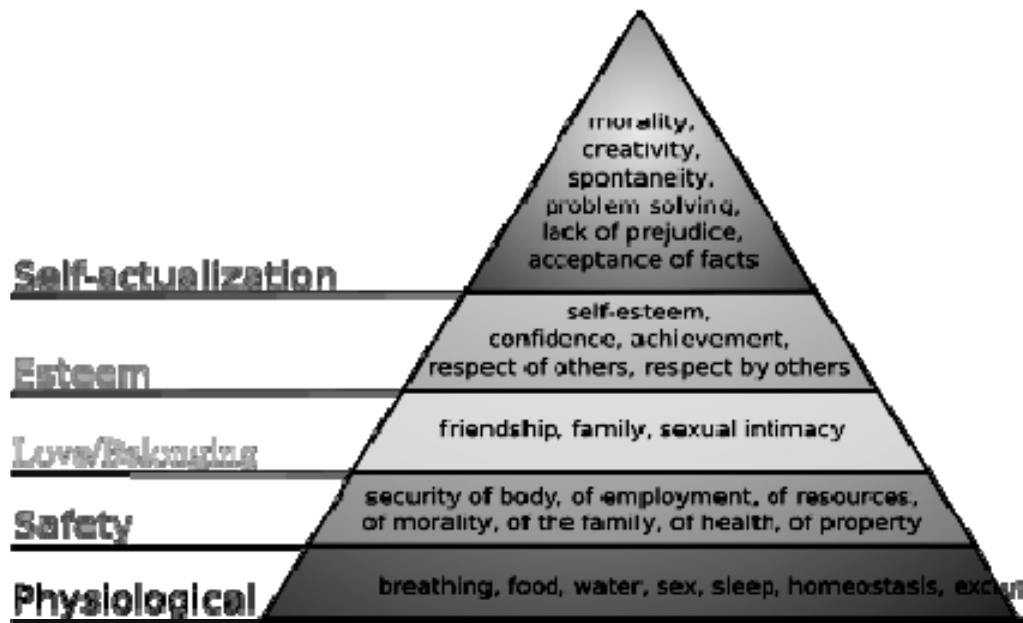 morality,
creativity,
spontaneity,
problem solving,
lack of prejudice,
acceptance of facts
Self-actualization
self-esteem,
confidence, achievement,
respect of others, respect by others
Esteem
friendship, family, sexual intimacy
Love/Belonging
security of body, of employment, of resources,
of morality, of the family, of health, of property
Safety
breathing, food, water, sex, sleep, homeostasis,
Physiological